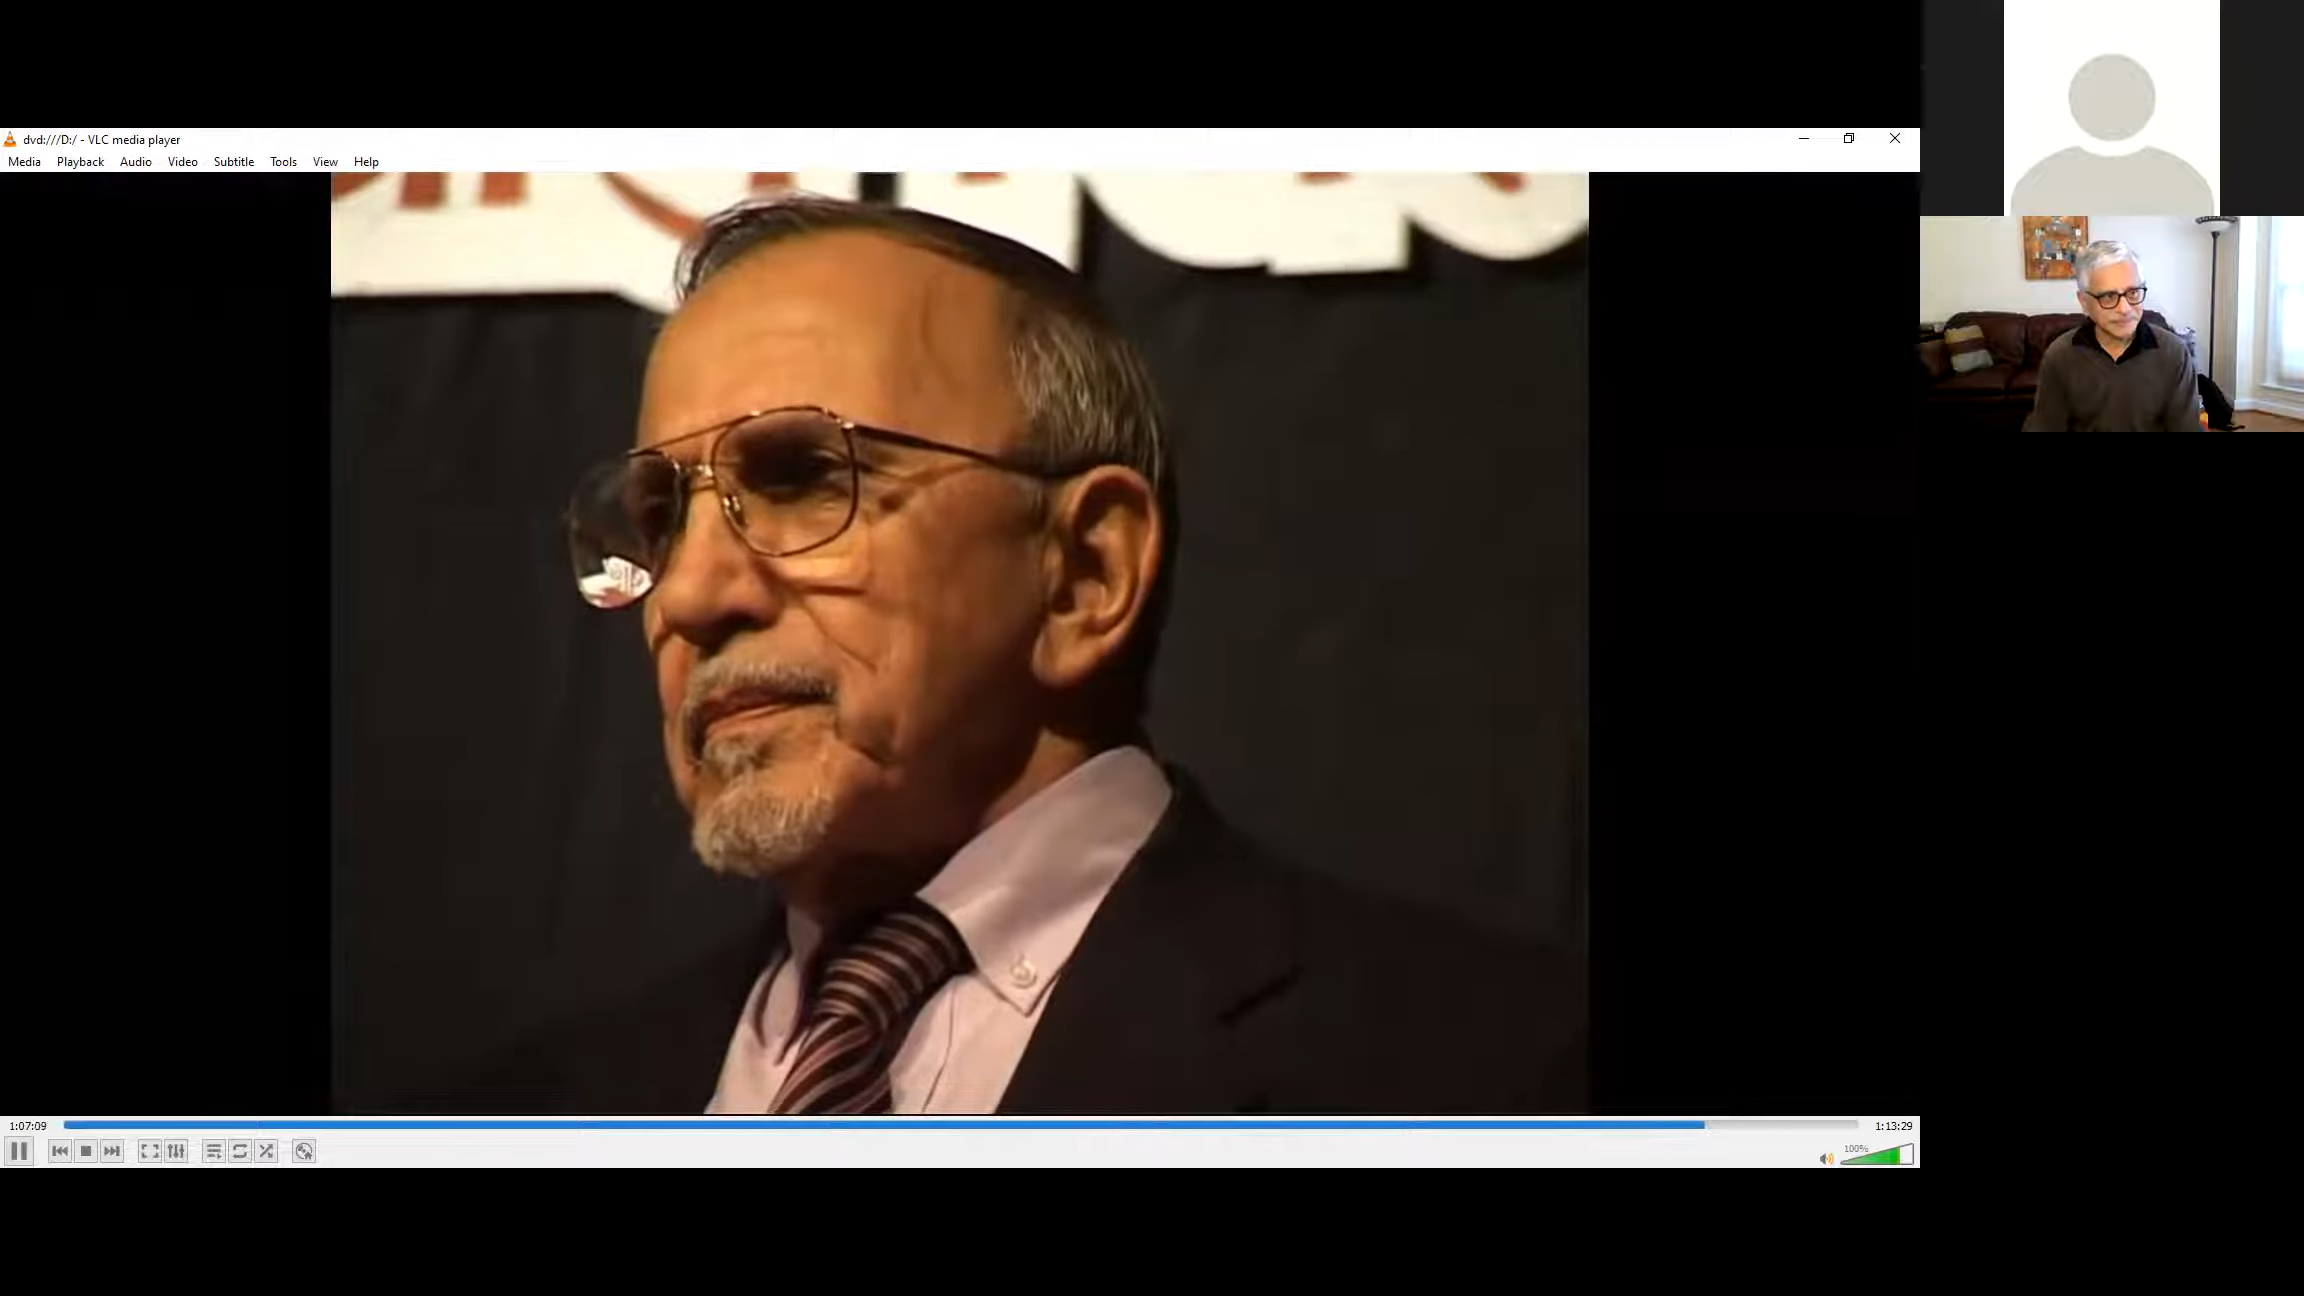 dvd:///D:/ - VLC media player
Media Playback Audio Video Subtitle Tools View Help
1:07:09
1:13:29
100%